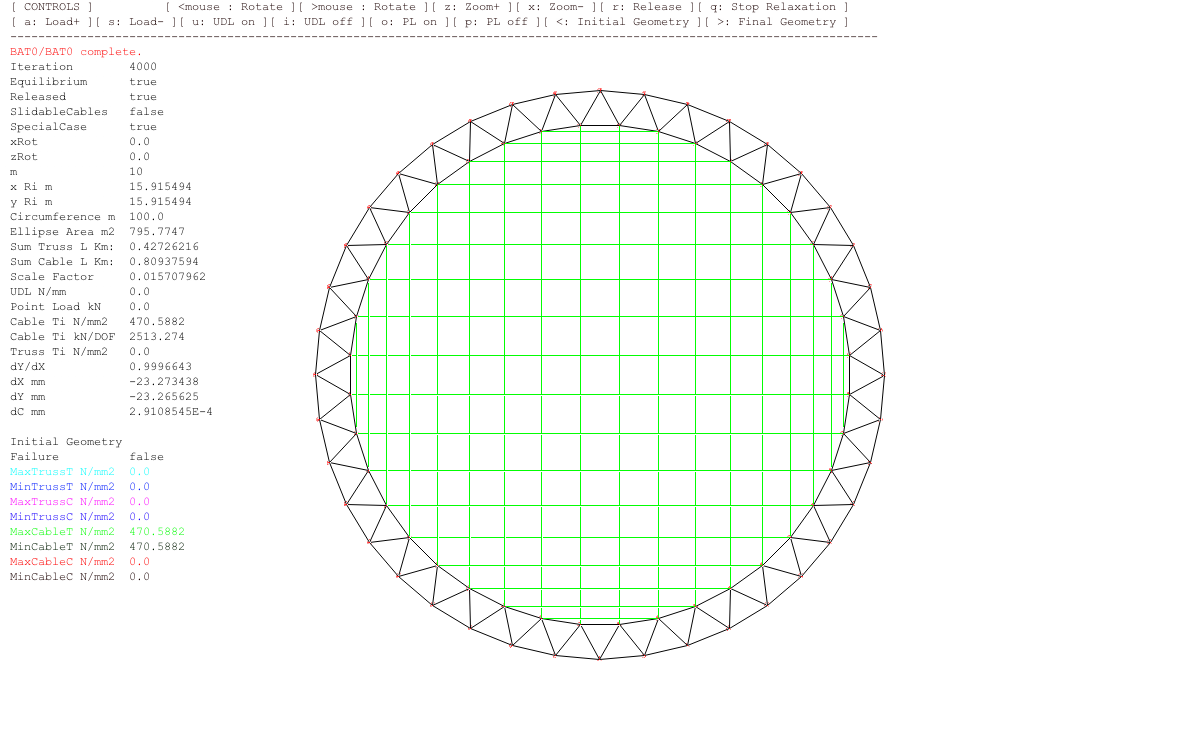 [ CONTROLS ] [ <mouse : Rotate ][ >mouse : Rotate ][ z: Zoom+ ][ x: Zoom- ][ r: Release ][ q: Stop Relaxation ]
[ a: Load+ ][ s: Load- ][ u: UDL on ][ i: UDL off ][ o: PL on ][ p: PL off ][ <: Initial Geometry ][ >: Final Geometry ]
----------------------------------------------------------------------------------------------------------------------------
BAT0/BAT0 complete.
Iteration 4000
Equilibrium true
Released true
SlidableCables false
SpecialCase true
xRot 0.0
zRot 0.0
m 10
x Ri m 15.915494
y Ri m 15.915494
Circumference m 100.0
Ellipse Area m2 795.7747
Sum Truss L Km: 0.42726216
Sum Cable L Km: 0.80937594
Scale Factor 0.015707962
UDL N/mm 0.0
Point Load kN 0.0
Cable Ti N/mm2 470.5882
Cable Ti kN/DOF 2513.274
Truss Ti N/mm2 0.0
dY/dX 0.9996643
dX mm -23.273438
dY mm -23.265625
dC mm 2.9108545E-4
Initial Geometry
Failure false
MaxTrussT N/mm2 0.0
MinTrussT N/mm2 0.0
MaxTrussC N/mm2 0.0
MinTrussC N/mm2 0.0
MaxCableT N/mm2 470.5882
MinCableT N/mm2 470.5882
MaxCableC N/mm2 0.0
MinCableC N/mm2 0.0